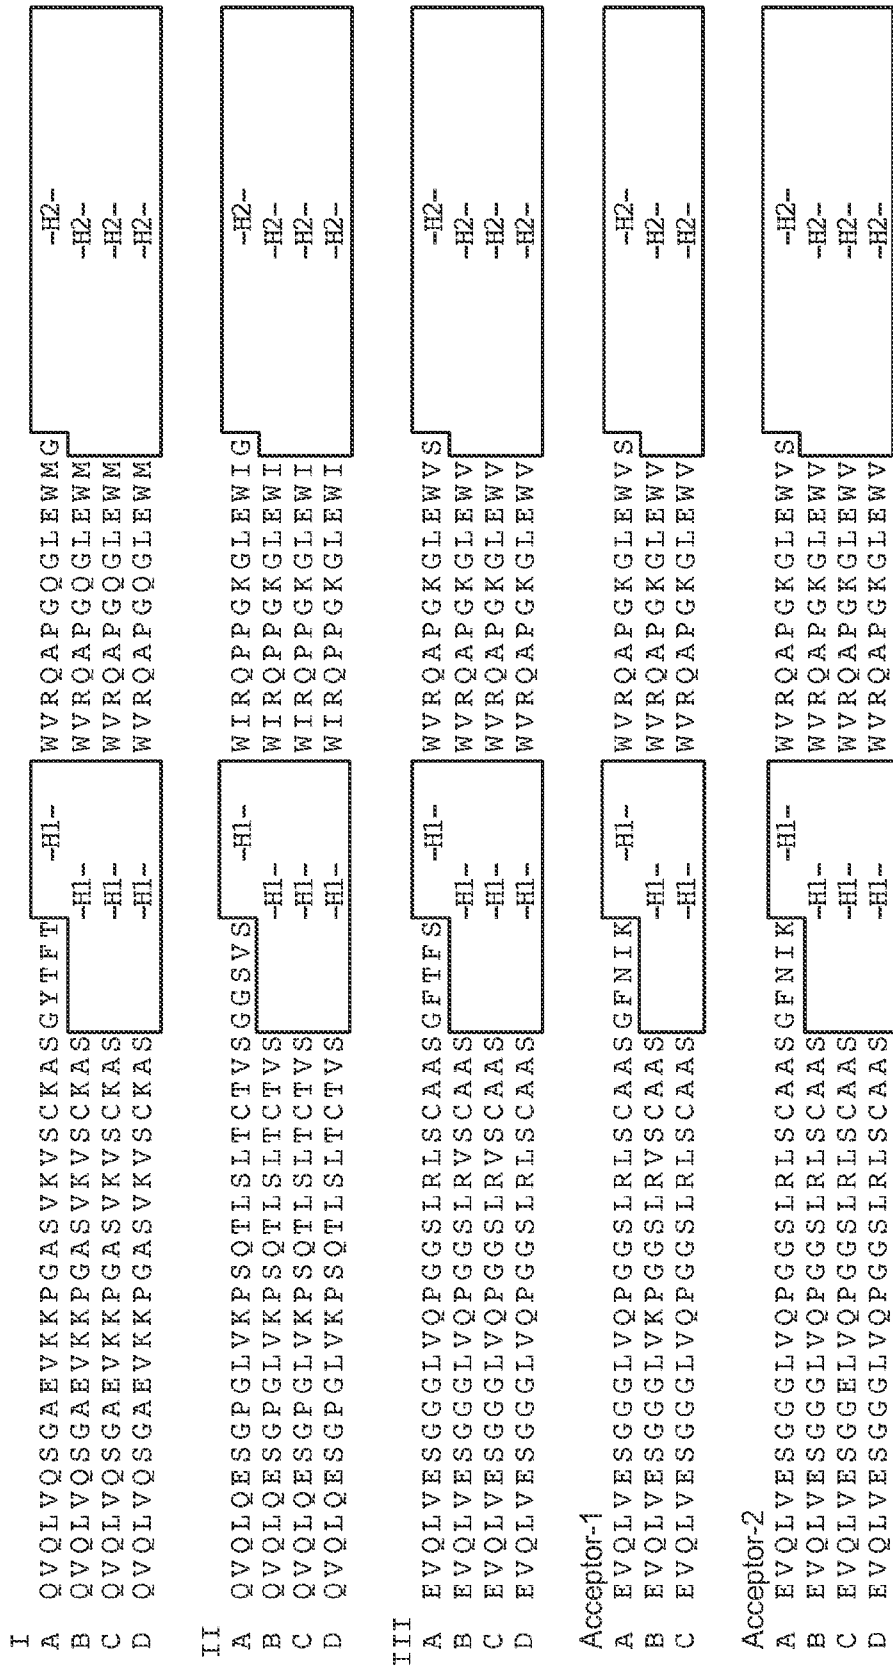 I
A QVQLVQSGAEVKKPGASVKVSCKASGYTFT -H1- WVRQAPGQGLEWMG -H2-
B QVQLVQSGAEVKKPGASVKVSCKAS -H1- WVRQAPGQGLEWM -H2-
C QVQLVQSGAEVKKPGASVKVSCKAS -H1- WVRQAPGQGLEWM -H2-
D QVQLVQSGAEVKKPGASVKVSCKAS -H1- WVRQAPGQGLEWM -H2-
II
A QVQLQESGPGLVKPSQTLSLTCTVSGGSVS -H1- WIRQPPGKGLEWIG -H2-
B QVQLQESGPGLVKPSQTLSLTCTVS -H1- WIRQPPGKGLEWI -H2-
C QVQLQESGPGLVKPSQTLSLTCTVS -H1- WIRQPPGKGLEWI -H2-
D QVQLQESGPGLVKPSQTLSLTCTVS -H1- WIRQPPGKGLEWI -H2-
III
A EVQLVESGGGLVQPGGSLRLSCAASGFTFS -H1- WVRQAPGKGLEWVS -H2-
B EVQLVESGGGLVQPGGSLRLSCAAS -H1- WVRQAPGKGLEWV -H2-
C EVQLVESGGGLVQPGGSLRLSCAAS -H1- WVRQAPGKGLEWV -H2-
D EVQLVESGGGLVQPGGSLRLSCAAS -H1- WVRQAPGKGLEWV -H2-
Acceptor-1
A EVQLVESGGGLVQPGGSLRLSCAASGFNIK -H1- WVRQAPGKGLEWVS -H2-
B EVQLVESGGGLVQPGGSLRLSCAAS -H1- WVRQAPGKGLEWV -H2-
C EVQLVESGGGLVQPGGSLRLSCAAS -H1- WVRQAPGKGLEWV -H2-
Acceptor-2
A EVQLVESGGGLVQPGGSLRLSCAASGFNIK -H1- WVRQAPGKGLEWVS -H2-
B EVQLVESGGGLVQPGGSLRLSCAAS -H1- WVRQAPGKGLEWV -H2-
C EVQLVESGGGLVQPGGSLRLSCAAS -H1- WVRQAPGKGLEWV -H2-
D EVQLVESGGGLVQPGGSLRLSCAAS -H1- WVRQAPGKGLEWV -H2-